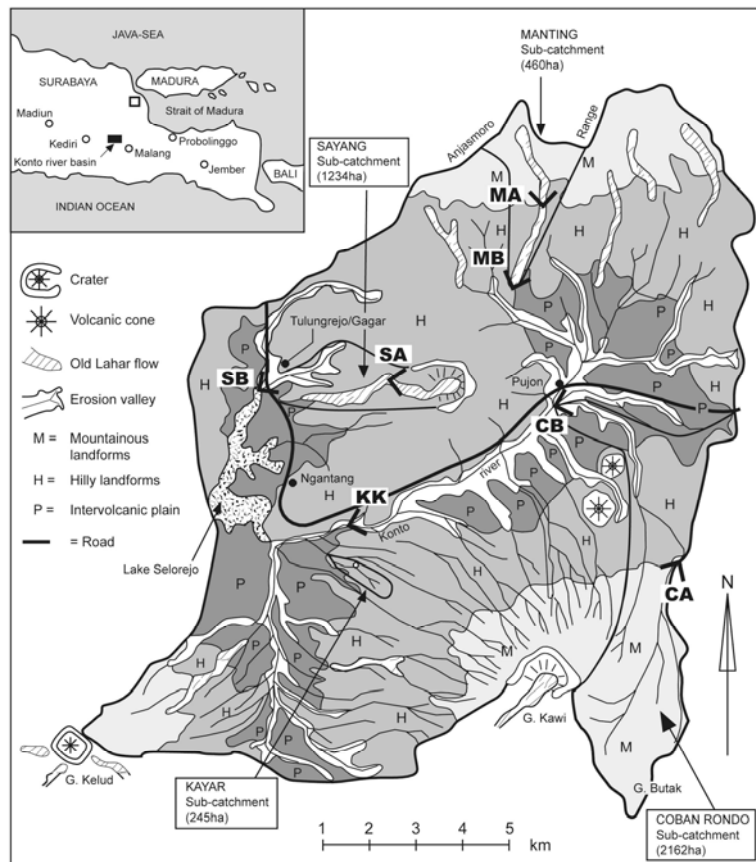 JAVA-SEA
SURABAYA
MADURA
Strait of Madura
Madiun
Kediri
Probolinggo
Konto river basin
Malang
Jember
BALI
INDIAN OCEAN
MANTING
Sub-catchment
(460ha)
SAYANG
Sub-catchment
(1234ha)
Anjasmoro
Range
M
M
MA
H
H
H
MB
Crater
Volcanic cone
Old Lahar flow
Erosion valley
M = Mountainous
landforms
H = Hilly landforms
P = Intervolcanic plain
= Road
H
P
P
P
Tulungrejo/Gagar
SA
SB
H
P
Pujon
P
P
CB
H
P
Ngantang
H
KK
river
Konto
P
P
P
P
H
H
H
Lake Selorejo
P
P
H
H
CA
N
P
P
H
M
M
H
P
H
P
P
H
M
G. Kawi
G. Kelud
G. Butak
KAYAR
Sub-catchment
(245ha)
1 2 3 4 5
km
COBAN RONDO
Sub-catchment
(2162ha)